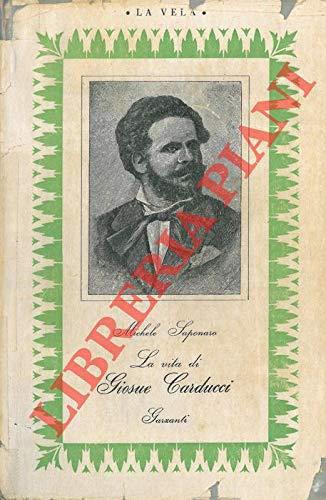 • LA VELA •
LIBRERIA PIANI
Michele Saponaro
La vita di
Giosue Carducci
Garzanti